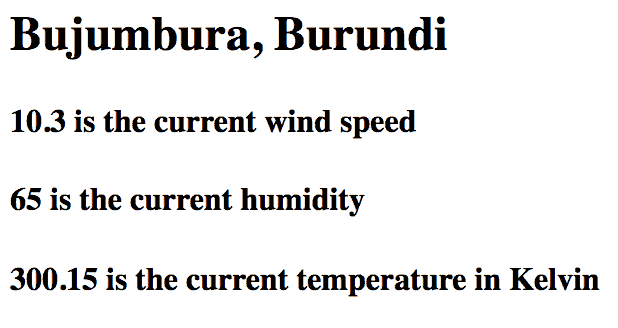 Bujumbura, Burundi
10.3 is the current wind speed
65 is the current humidity
300.15 is the current temperature in Kelvin